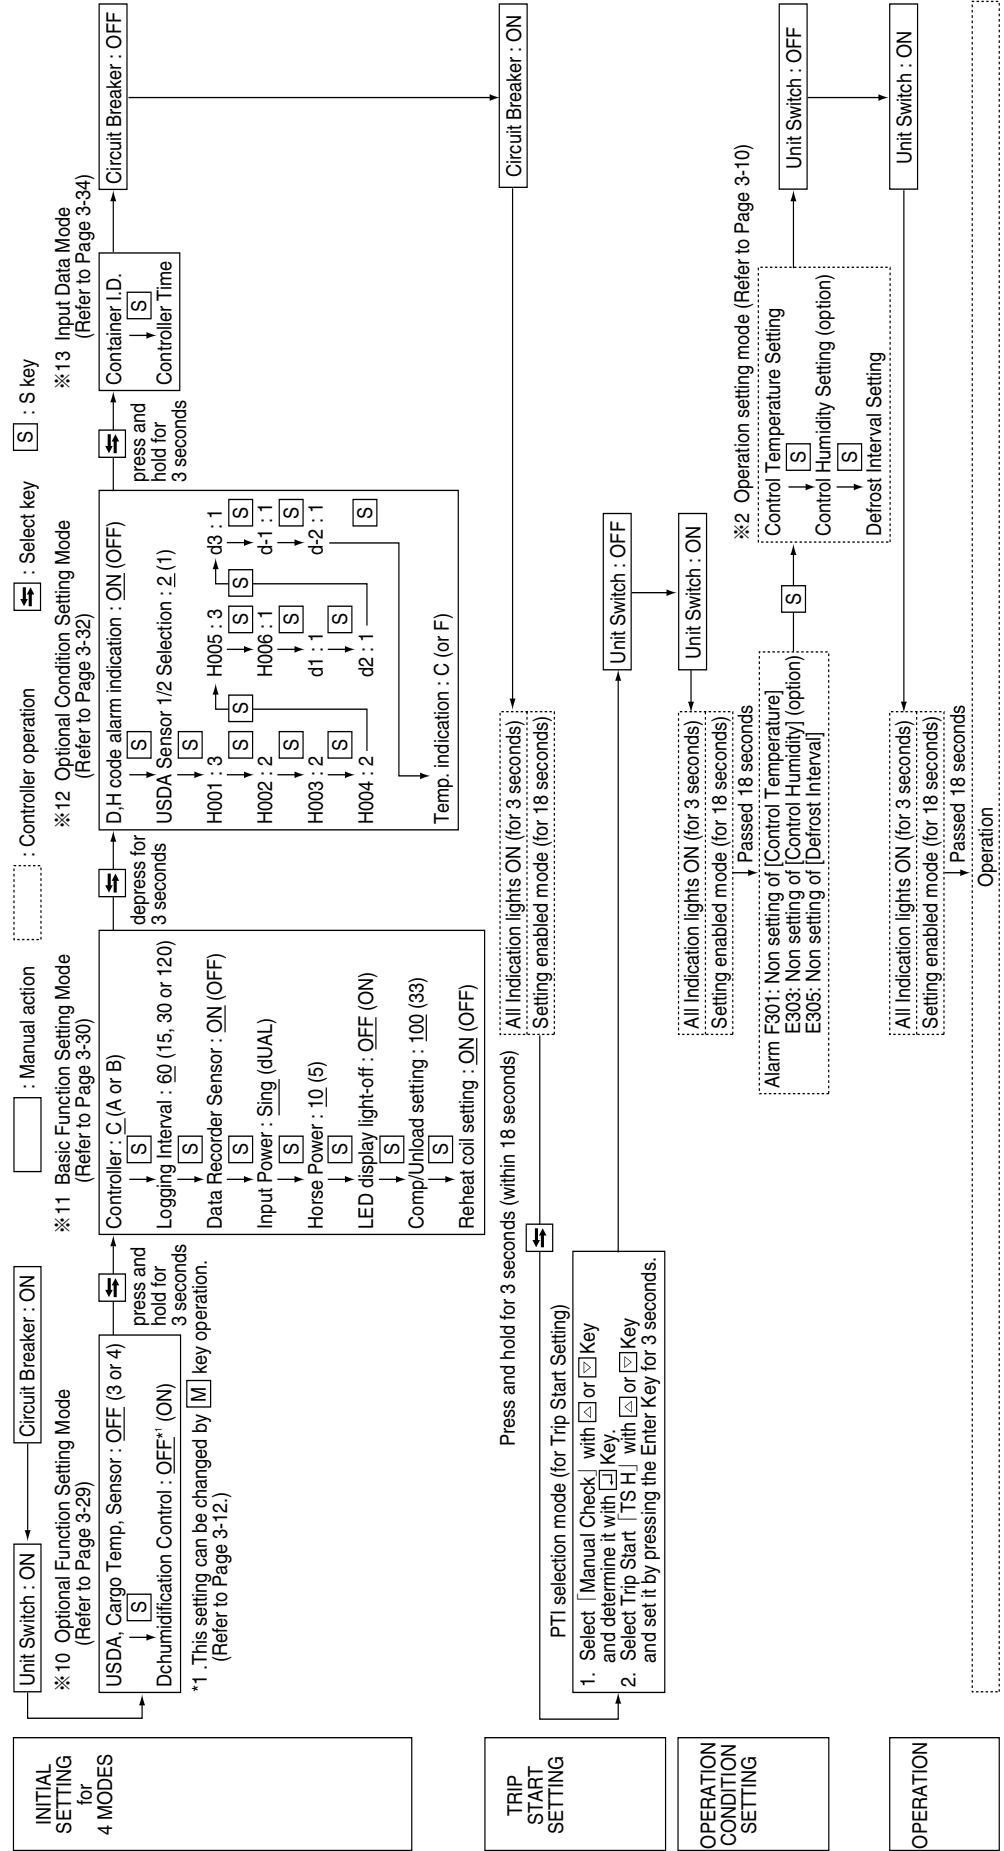 : Manual action
: Controller operation
: Select key
S : S key
INITIAL
SETTING
for
4 MODES
Unit Switch : ON
Circuit Breaker : ON
※10 Optional Function Setting Mode
(Refer to Page 3-29)
USDA, Cargo Temp, Sensor : OFF (3 or 4)
S
Dchumidification Control : OFF*1 (ON)
*1 .This setting can be changed by M key operation.
(Refer to Page 3-12.)
press and
hold for
3 seconds
※11 Basic Function Setting Mode
(Refer to Page 3-30)
Controller : C (A or B)
S
Logging Interval : 60 (15, 30 or 120)
S
Data Recorder Sensor : ON (OFF)
S
Input Power : Sing (dUAL)
S
Horse Power : 10 (5)
S
LED display light-off : OFF (ON)
S
Comp/Unload setting : 100 (33)
S
Reheat coil setting : ON (OFF)
depress for
3 seconds
※12 Optional Condition Setting Mode
(Refer to Page 3-32)
D,H code alarm indication : ON (OFF)
S
USDA Sensor 1/2 Selection : 2 (1)
S
H001 : 3
S
H002 : 2
S
H003 : 2
S
H004 : 2
S
H005 : 3
S
H006 : 1
S
d1 : 1
S
d2 : 1
S
d3 : 1
S
d-1 : 1
S
d-2 : 1
S
Temp. indication : C (or F)
press and
hold for
3 seconds
※13 Input Data Mode
(Refer to Page 3-34)
Container I.D.
S
Controller Time
Circuit Breaker : OFF
Circuit Breaker : ON
TRIP
START
SETTING
All Indication lights ON (for 3 seconds)
Setting enabled mode (for 18 seconds)
Press and hold for 3 seconds (within 18 seconds)
PTI selection mode (for Trip Start Setting)
1. Select「Manual Check」with △ or ▽ Key
and determine it with ↵ Key.
2. Select Trip Start「TS H」with △ or ▽ Key
and set it by pressing the Enter Key for 3 seconds.
Unit Switch : OFF
Unit Switch : ON
OPERATION
CONDITION
SETTING
All Indication lights ON (for 3 seconds)
Setting enabled mode (for 18 seconds)
Passed 18 seconds
Alarm F301: Non setting of [Control Temperature]
E303: Non setting of [Control Humidity] (option)
E305: Non setting of [Defrost Interval]
S
※2 Operation setting mode (Refer to Page 3-10)
Control Temperature Setting
S
Control Humidity Setting (option)
S
Defrost Interval Setting
Unit Switch : OFF
Unit Switch : ON
OPERATION
All Indication lights ON (for 3 seconds)
Setting enabled mode (for 18 seconds)
Passed 18 seconds
Operation